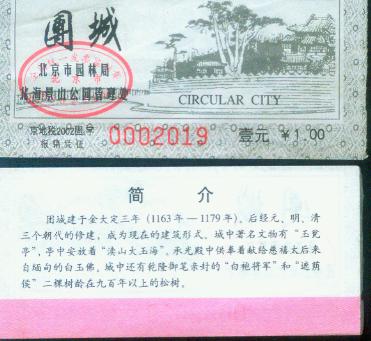 團城
北京市园林局
北海景山公园管理处
CIRCULAR CITY
京地税2002围字
报销凭证
0002019
壹元 ¥1.00
简 介
团城建于金大定三年（1163年—1179年）。后经元、明、清
三个朝代的修建，成为现在的建筑形式。城中著名文物有“玉瓮
亭”，亭中安放着“渎山大玉海”。承光殿中供奉着献给慈禧太后来
自缅甸的白玉佛。城中还有乾隆御笔亲封的“白袍将军”和“遮荫
侯”二棵树龄在九百年以上的松树。